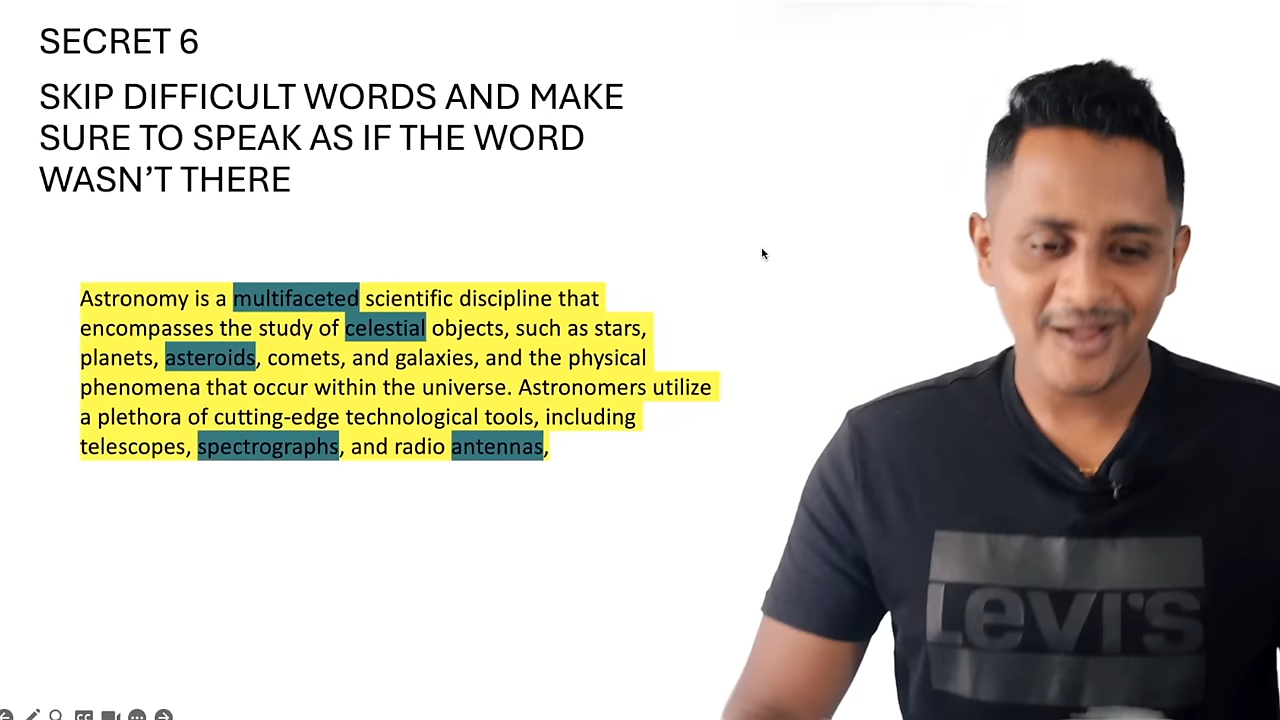 SECRET 6
SKIP DIFFICULT WORDS AND MAKE
SURE TO SPEAK AS IF THE WORD
WASN’T THERE
Astronomy is a multifaceted scientific discipline that
encompasses the study of celestial objects, such as stars,
planets, asteroids, comets, and galaxies, and the physical
phenomena that occur within the universe. Astronomers utilize
a plethora of cutting-edge technological tools, including
telescopes, spectrographs, and radio antennas,
LEVI'S